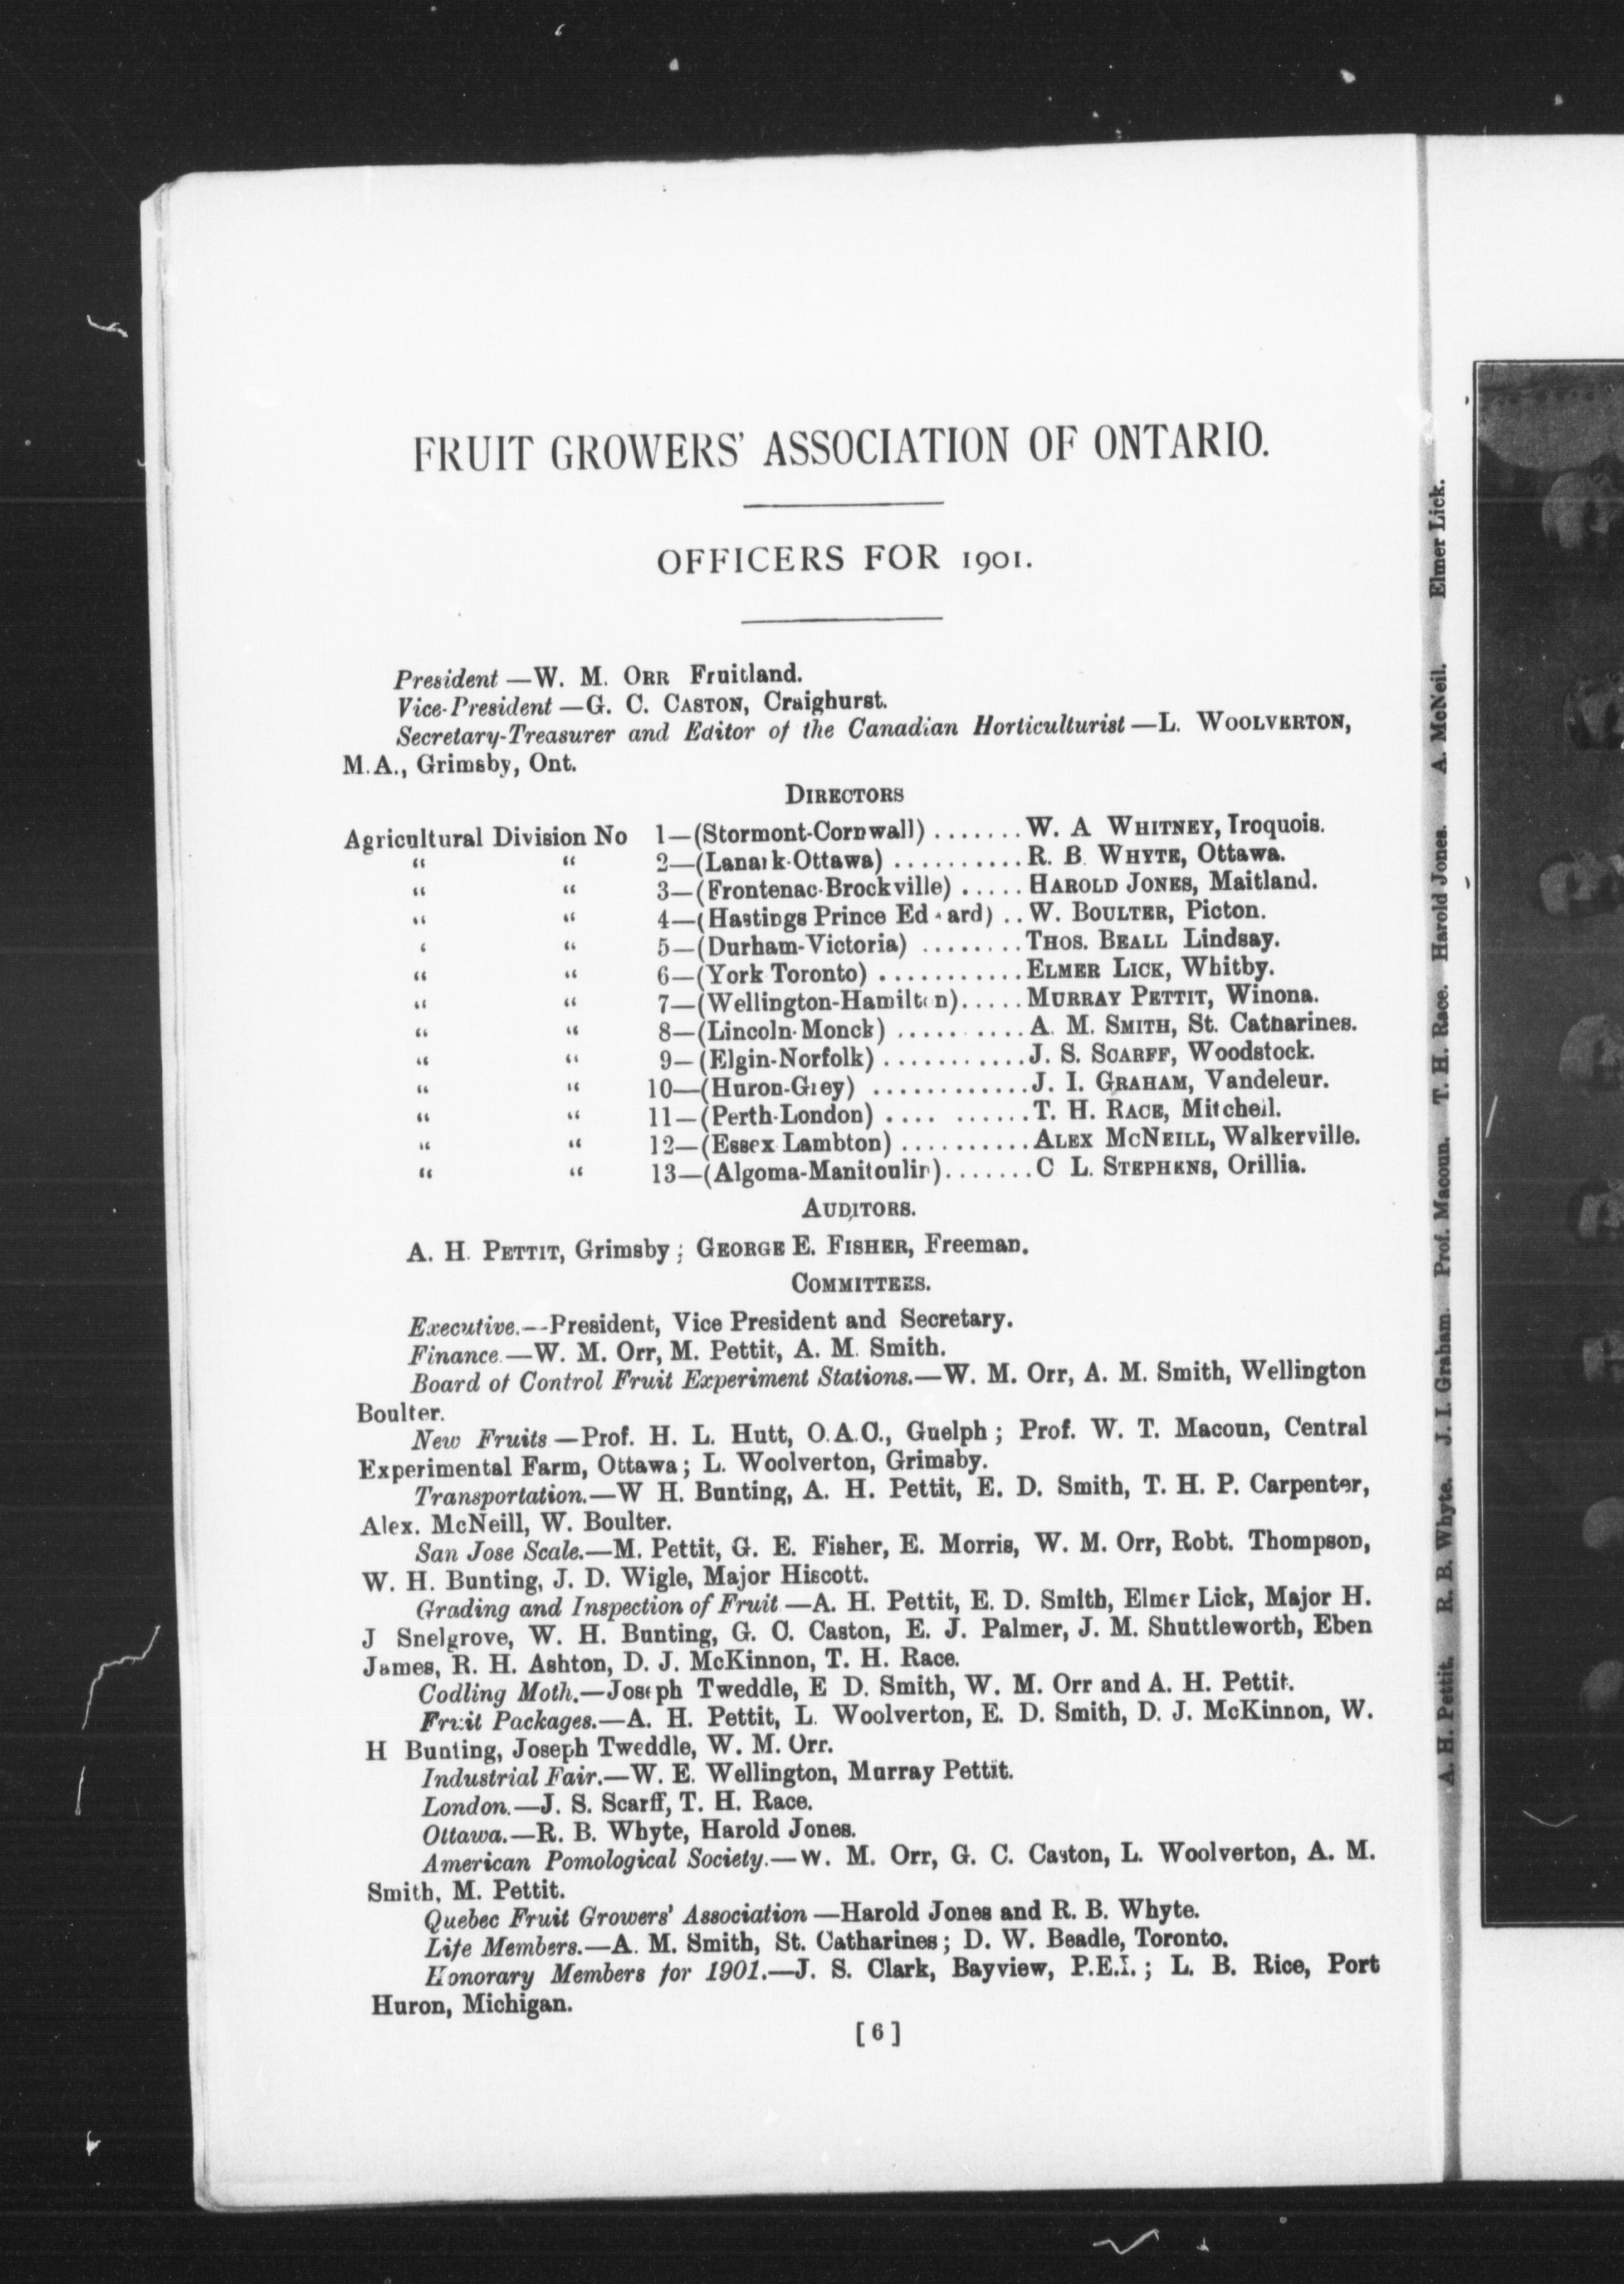 FRUIT GROWERS' ASSOCIATION OF ONTARIO.
OFFICERS FOR 1901.
President —W. M. ORR Fruitland.
Vice-President —G. C. CASTON, Craighurst.
Secretary-Treasurer and Editor of the Canadian Horticulturist —L. WOOLVERTON,
M.A., Grimsby, Ont.
DIRECTORS
Agricultural Division No 1—(Stormont-Cornwall) ....... W. A WHITNEY, Iroquois.
“ “ 2—(Lanark-Ottawa) .......... R. B. WHYTE, Ottawa.
“ “ 3—(Frontenac-Brockville) ..... HAROLD JONES, Maitland.
“ “ 4—(Hastings Prince Ed ard) .. W. BOULTER, Picton.
‘ “ 5—(Durham-Victoria) ........ THOS. BEALL Lindsay.
“ “ 6—(York Toronto) ........... ELMER LICK, Whitby.
“ “ 7—(Wellington-Hamilton)..... MURRAY PETTIT, Winona.
“ “ 8—(Lincoln-Monck) .......... A. M. SMITH, St. Catharines.
“ “ 9—(Elgin-Norfolk) ........... J. S. SCARFF, Woodstock.
“ “ 10—(Huron-Grey) ............ J. I. GRAHAM, Vandeleur.
“ “ 11—(Perth-London) .... ...... T. H. RACE, Mitchell.
“ “ 12—(Essex Lambton) .......... ALEX MCNEILL, Walkerville.
“ “ 13—(Algoma-Manitoulin)....... C L. STEPHENS, Orillia.
AUDITORS.
A. H. PETTIT, Grimsby; GEORGE E. FISHER, Freeman.
COMMITTEES.
Executive.—President, Vice President and Secretary.
Finance.—W. M. Orr, M. Pettit, A. M. Smith.
Board of Control Fruit Experiment Stations.—W. M. Orr, A. M. Smith, Wellington
Boulter.
New Fruits —Prof. H. L. Hutt, O.A.C., Guelph; Prof. W. T. Macoun, Central
Experimental Farm, Ottawa; L. Woolverton, Grimsby.
Transportation.—W H. Bunting, A. H. Pettit, E. D. Smith, T. H. P. Carpenter,
Alex. McNeill, W. Boulter.
San Jose Scale.—M. Pettit, G. E. Fisher, E. Morris, W. M. Orr, Robt. Thompson,
W. H. Bunting, J. D. Wigle, Major Hiscott.
Grading and Inspection of Fruit —A. H. Pettit, E. D. Smith, Elmer Lick, Major H.
J Snelgrove, W. H. Bunting, G. C. Caston, E. J. Palmer, J. M. Shuttleworth, Eben
James, R. H. Ashton, D. J. McKinnon, T. H. Race.
Codling Moth.—Joseph Tweddle, E D. Smith, W. M. Orr and A. H. Pettit.
Fruit Packages.—A. H. Pettit, L. Woolverton, E. D. Smith, D. J. McKinnon, W.
H Bunting, Joseph Tweddle, W. M. Orr.
Industrial Fair.—W. E. Wellington, Murray Pettit.
London.—J. S. Scarff, T. H. Race.
Ottawa.—R. B. Whyte, Harold Jones.
American Pomological Society.—W. M. Orr, G. C. Caston, L. Woolverton, A. M.
Smith, M. Pettit.
Quebec Fruit Growers' Association —Harold Jones and R. B. Whyte.
Life Members.—A. M. Smith, St. Catharines; D. W. Beadle, Toronto.
Honorary Members for 1901.—J. S. Clark, Bayview, P.E.I.; L. B. Rice, Port
Huron, Michigan.
[6]
A. H. Pettit. R. B. Whyte. J. I. Graham. Prof. Macoun. T. H. Race. Harold Jones. A. McNeil. Elmer Lick.